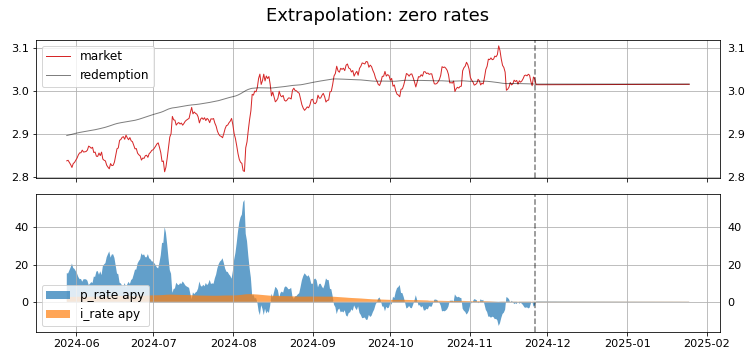 Extrapolation: zero rates
3.1 3.1
market
redemption
3.0 3.0
2.9 2.9
2.8 2.8
40 40
20 20
0 0
p_rate apy
i_rate apy
2024-06 2024-07 2024-08 2024-09 2024-10 2024-11 2024-12 2025-01 2025-02